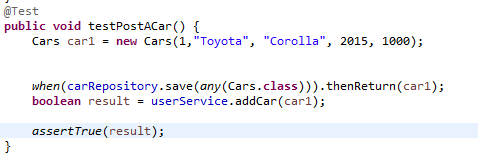 @Test
public void testPostACar() {
Cars car1 = new Cars(1,"Toyota", "Corolla", 2015, 1000);
when(carRepository.save(any(Cars.class))).thenReturn(car1);
boolean result = userService.addCar(car1);
assertTrue(result);
}